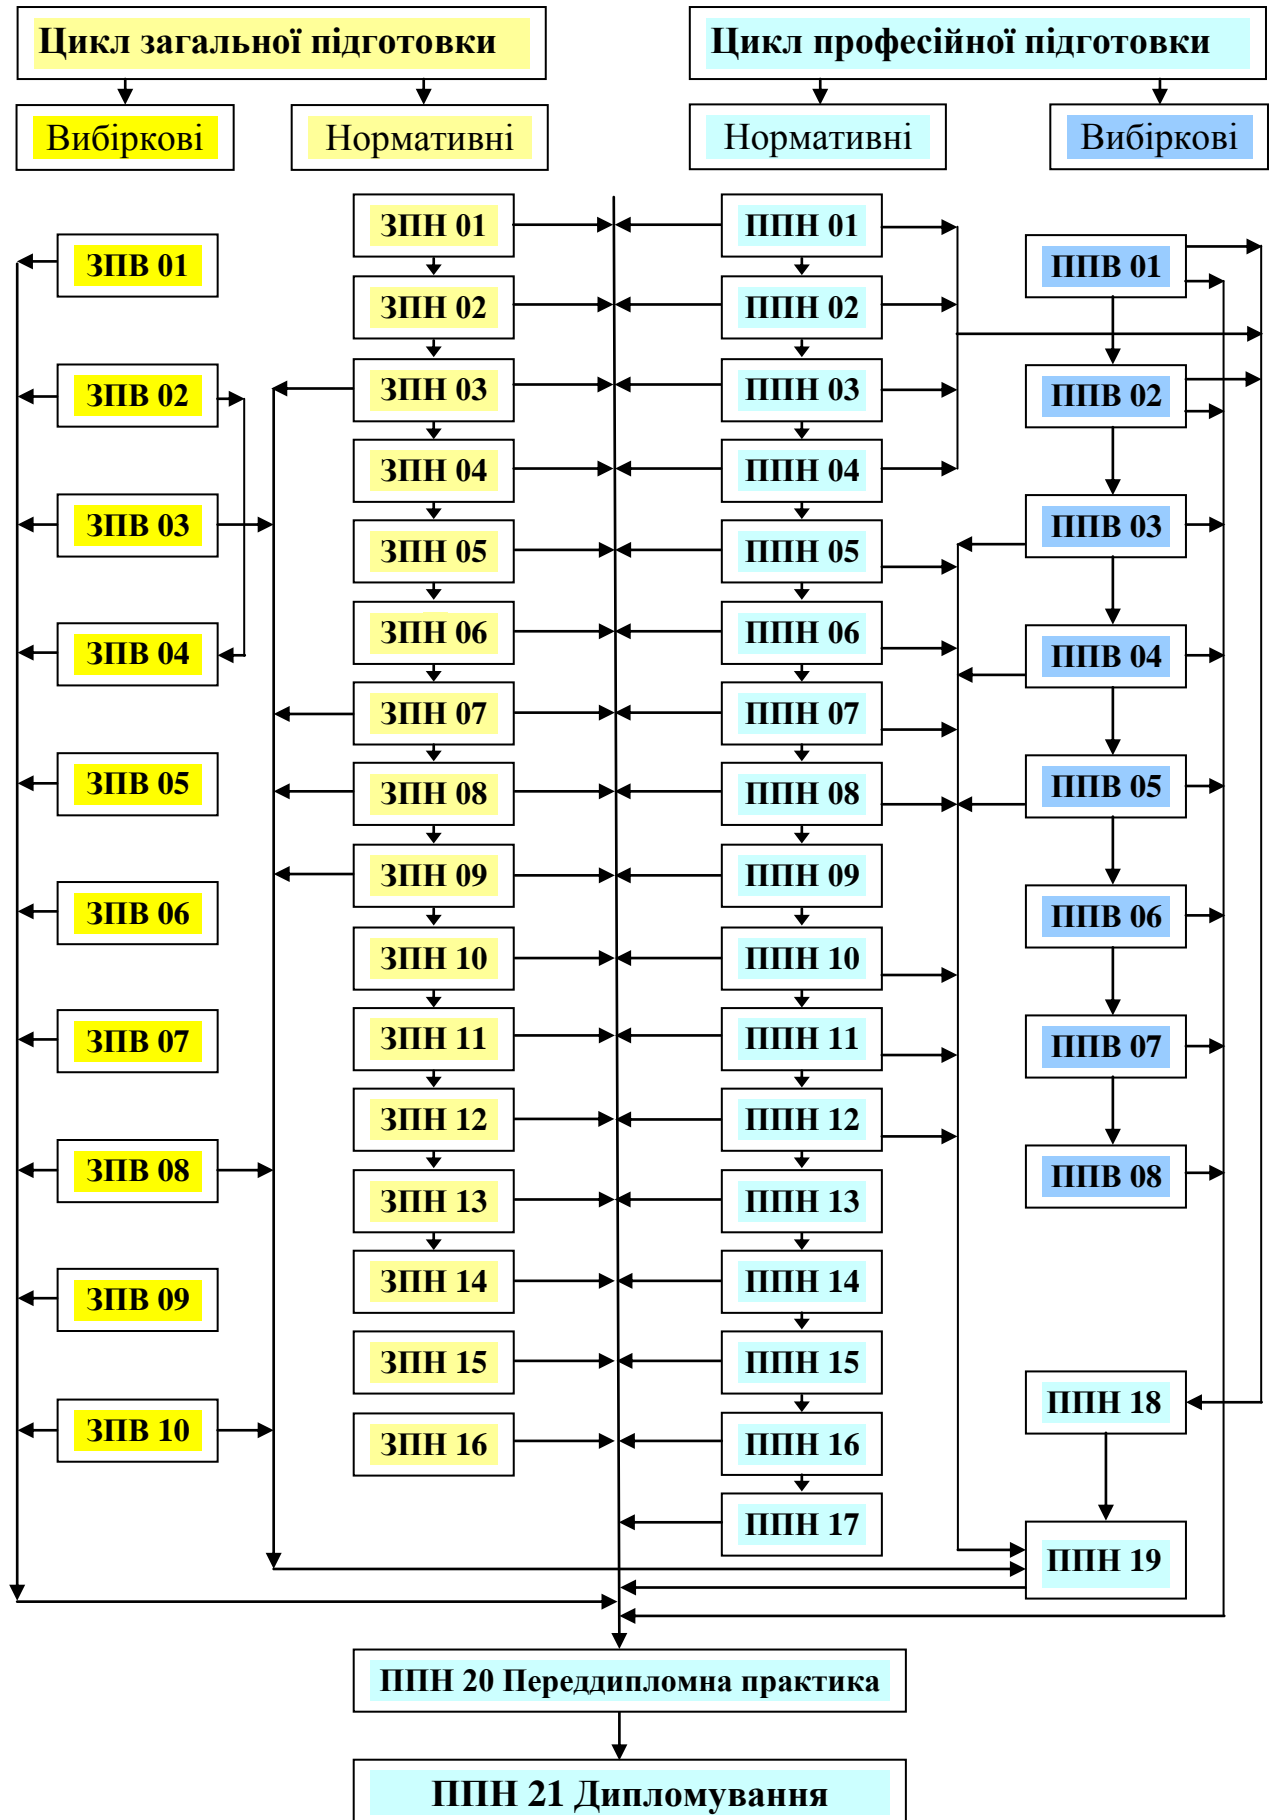 Цикл загальної підготовки
Цикл професійної підготовки
Вибіркові
Нормативні
Нормативні
Вибіркові
ЗПВ 01
ЗПВ 02
ЗПВ 03
ЗПВ 04
ЗПВ 05
ЗПВ 06
ЗПВ 07
ЗПВ 08
ЗПВ 09
ЗПВ 10
ЗПН 01
ЗПН 02
ЗПН 03
ЗПН 04
ЗПН 05
ЗПН 06
ЗПН 07
ЗПН 08
ЗПН 09
ЗПН 10
ЗПН 11
ЗПН 12
ЗПН 13
ЗПН 14
ЗПН 15
ЗПН 16
ППН 01
ППН 02
ППН 03
ППН 04
ППН 05
ППН 06
ППН 07
ППН 08
ППН 09
ППН 10
ППН 11
ППН 12
ППН 13
ППН 14
ППН 15
ППН 16
ППН 17
ППВ 01
ППВ 02
ППВ 03
ППВ 04
ППВ 05
ППВ 06
ППВ 07
ППВ 08
ППН 18
ППН 19
ППН 20 Переддипломна практика
ППН 21 Дипломування